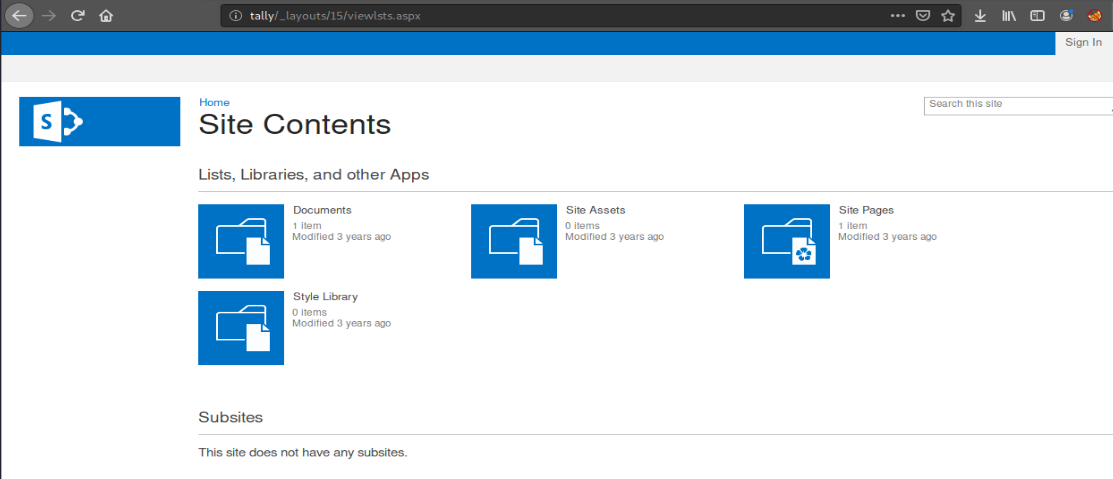 tally/_layouts/15/viewlsts.aspx
Sign In
S
Home
Site Contents
Search this site
Lists, Libraries, and other Apps
Documents
1 item
Modified 3 years ago
Site Assets
0 items
Modified 3 years ago
Site Pages
1 item
Modified 3 years ago
Style Library
0 items
Modified 3 years ago
Subsites
This site does not have any subsites.